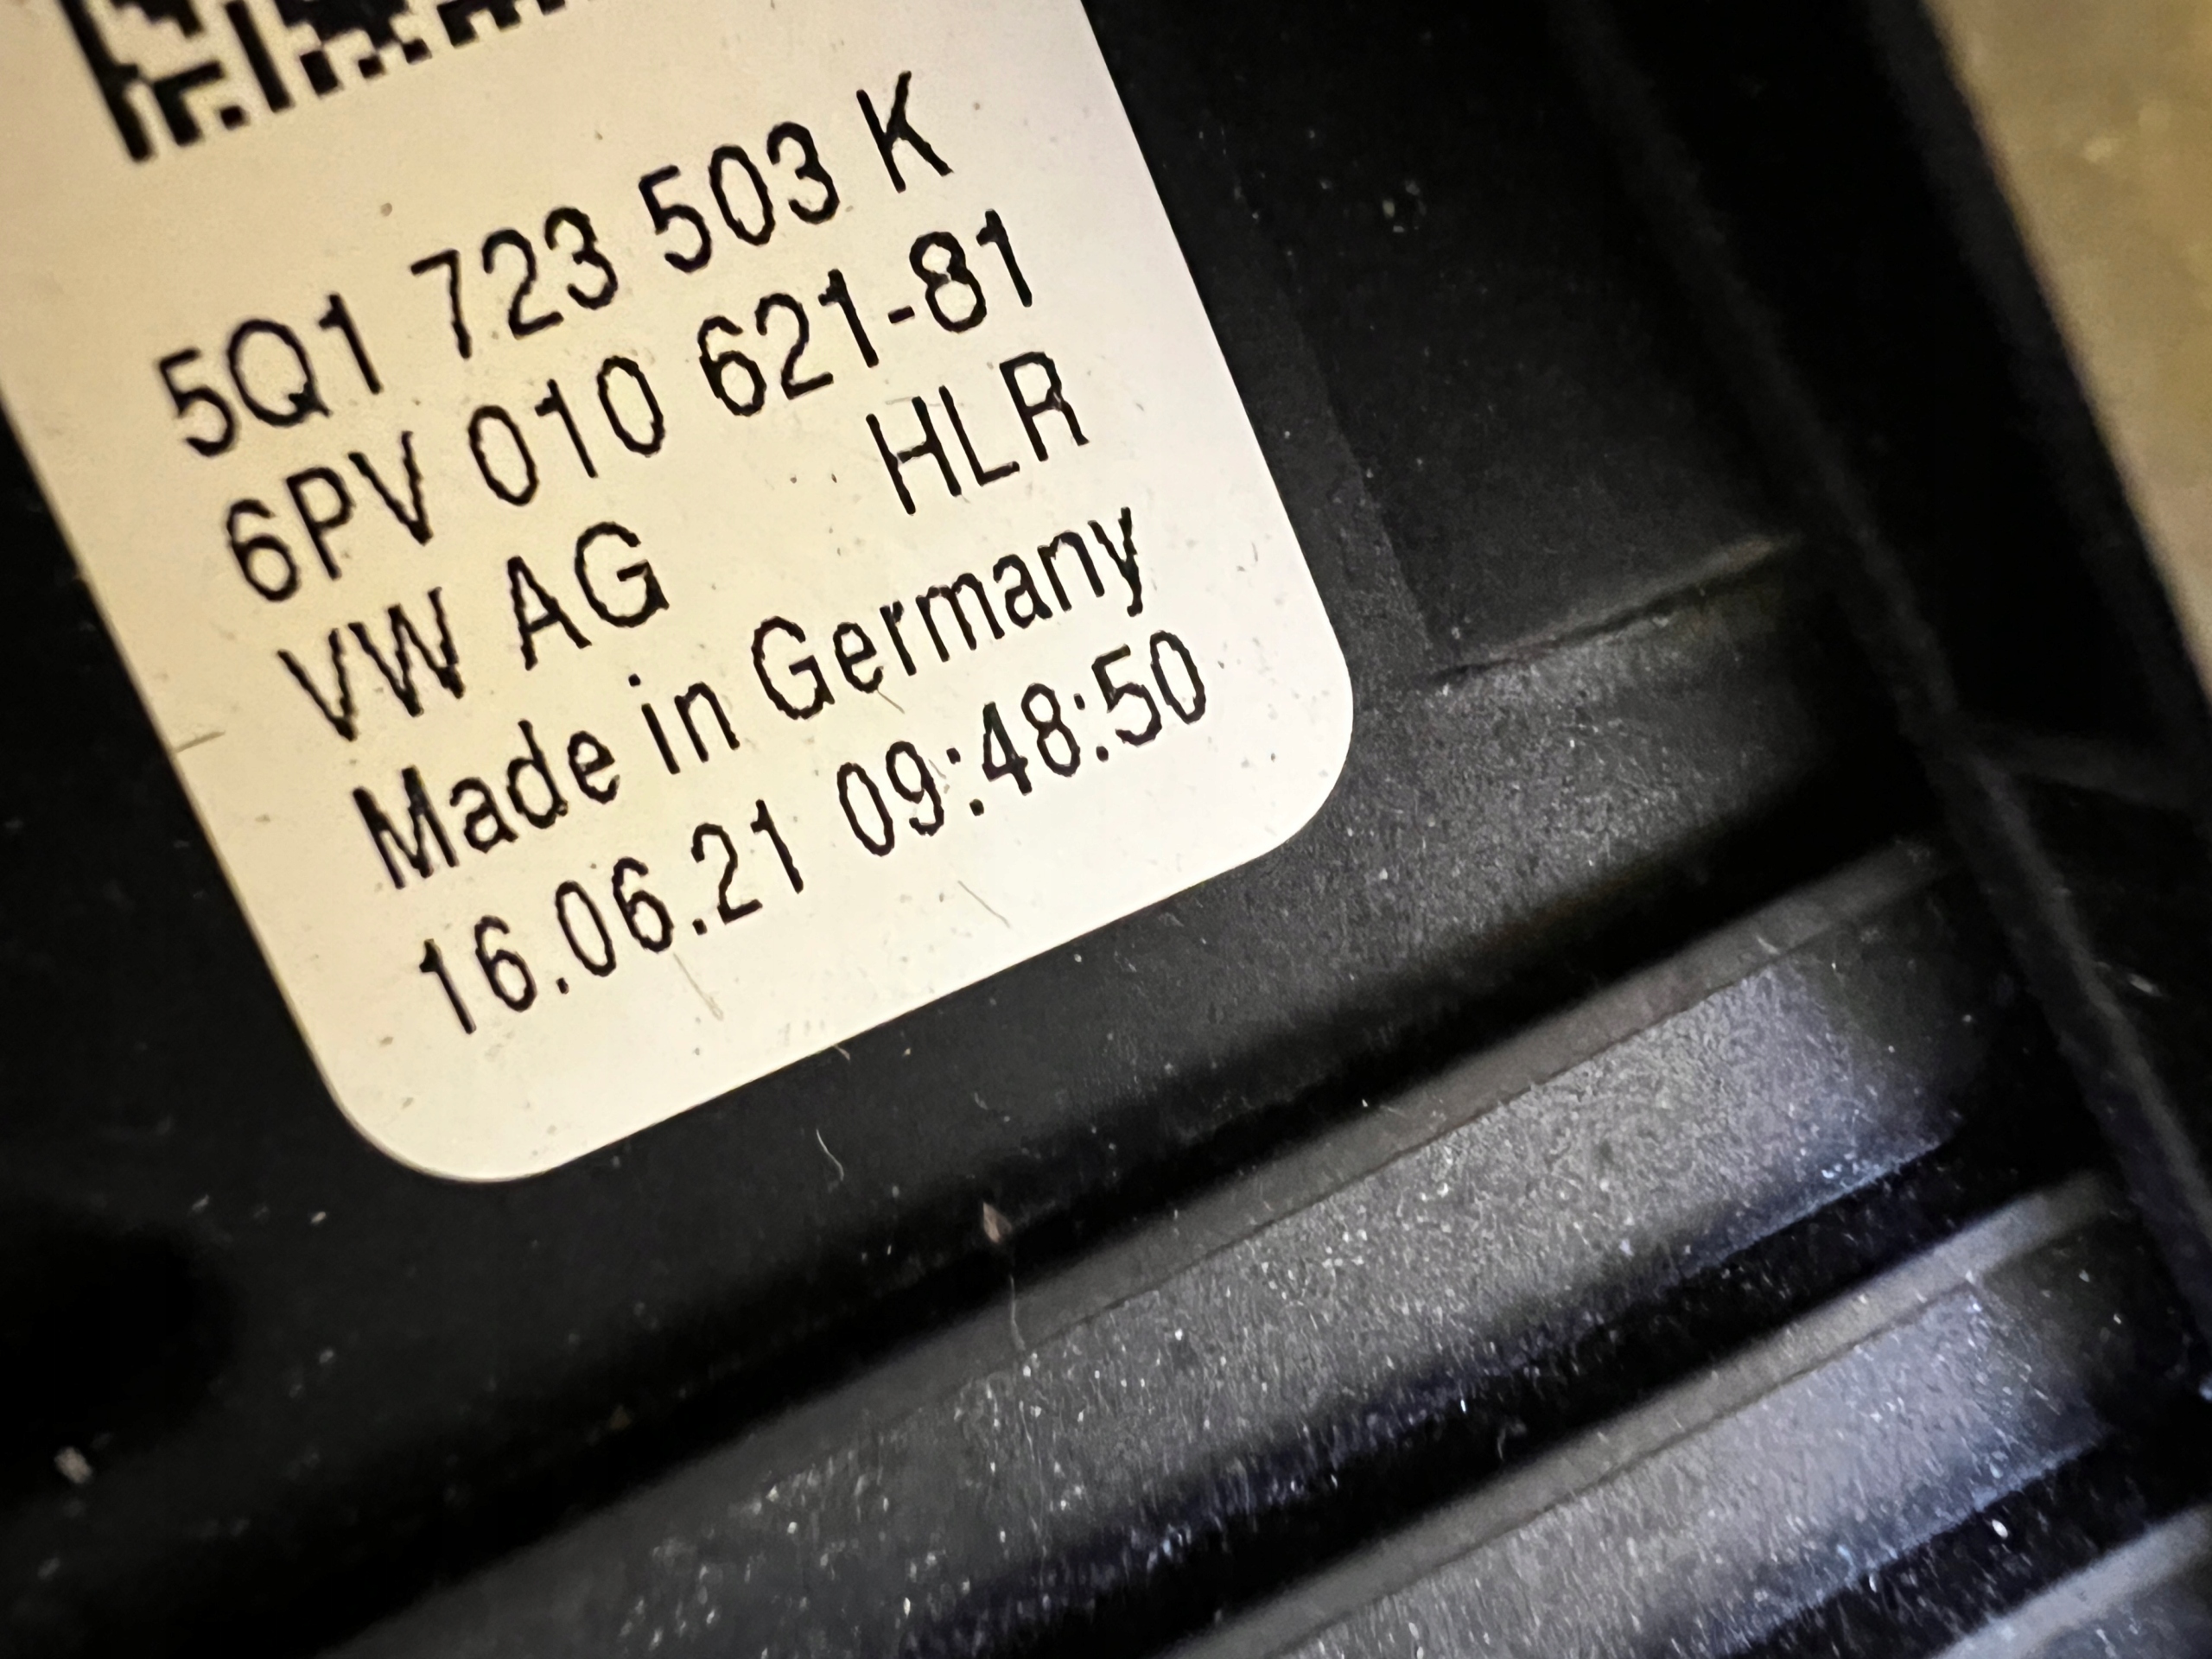 5Q1 723 503 K
6PV 010 621-81
VW AG HLR
Made in Germany
16.06.21 09:48:50